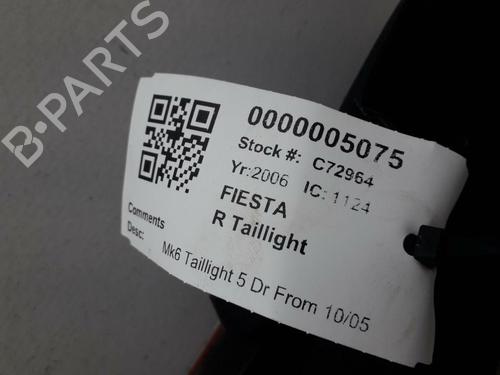 0000005075
Stock #: C72964
Yr:2006 IC: 1124
FIESTA
R Taillight
Comments
Desc: Mk6 Taillight 5 Dr From 10/05
B-PARTS